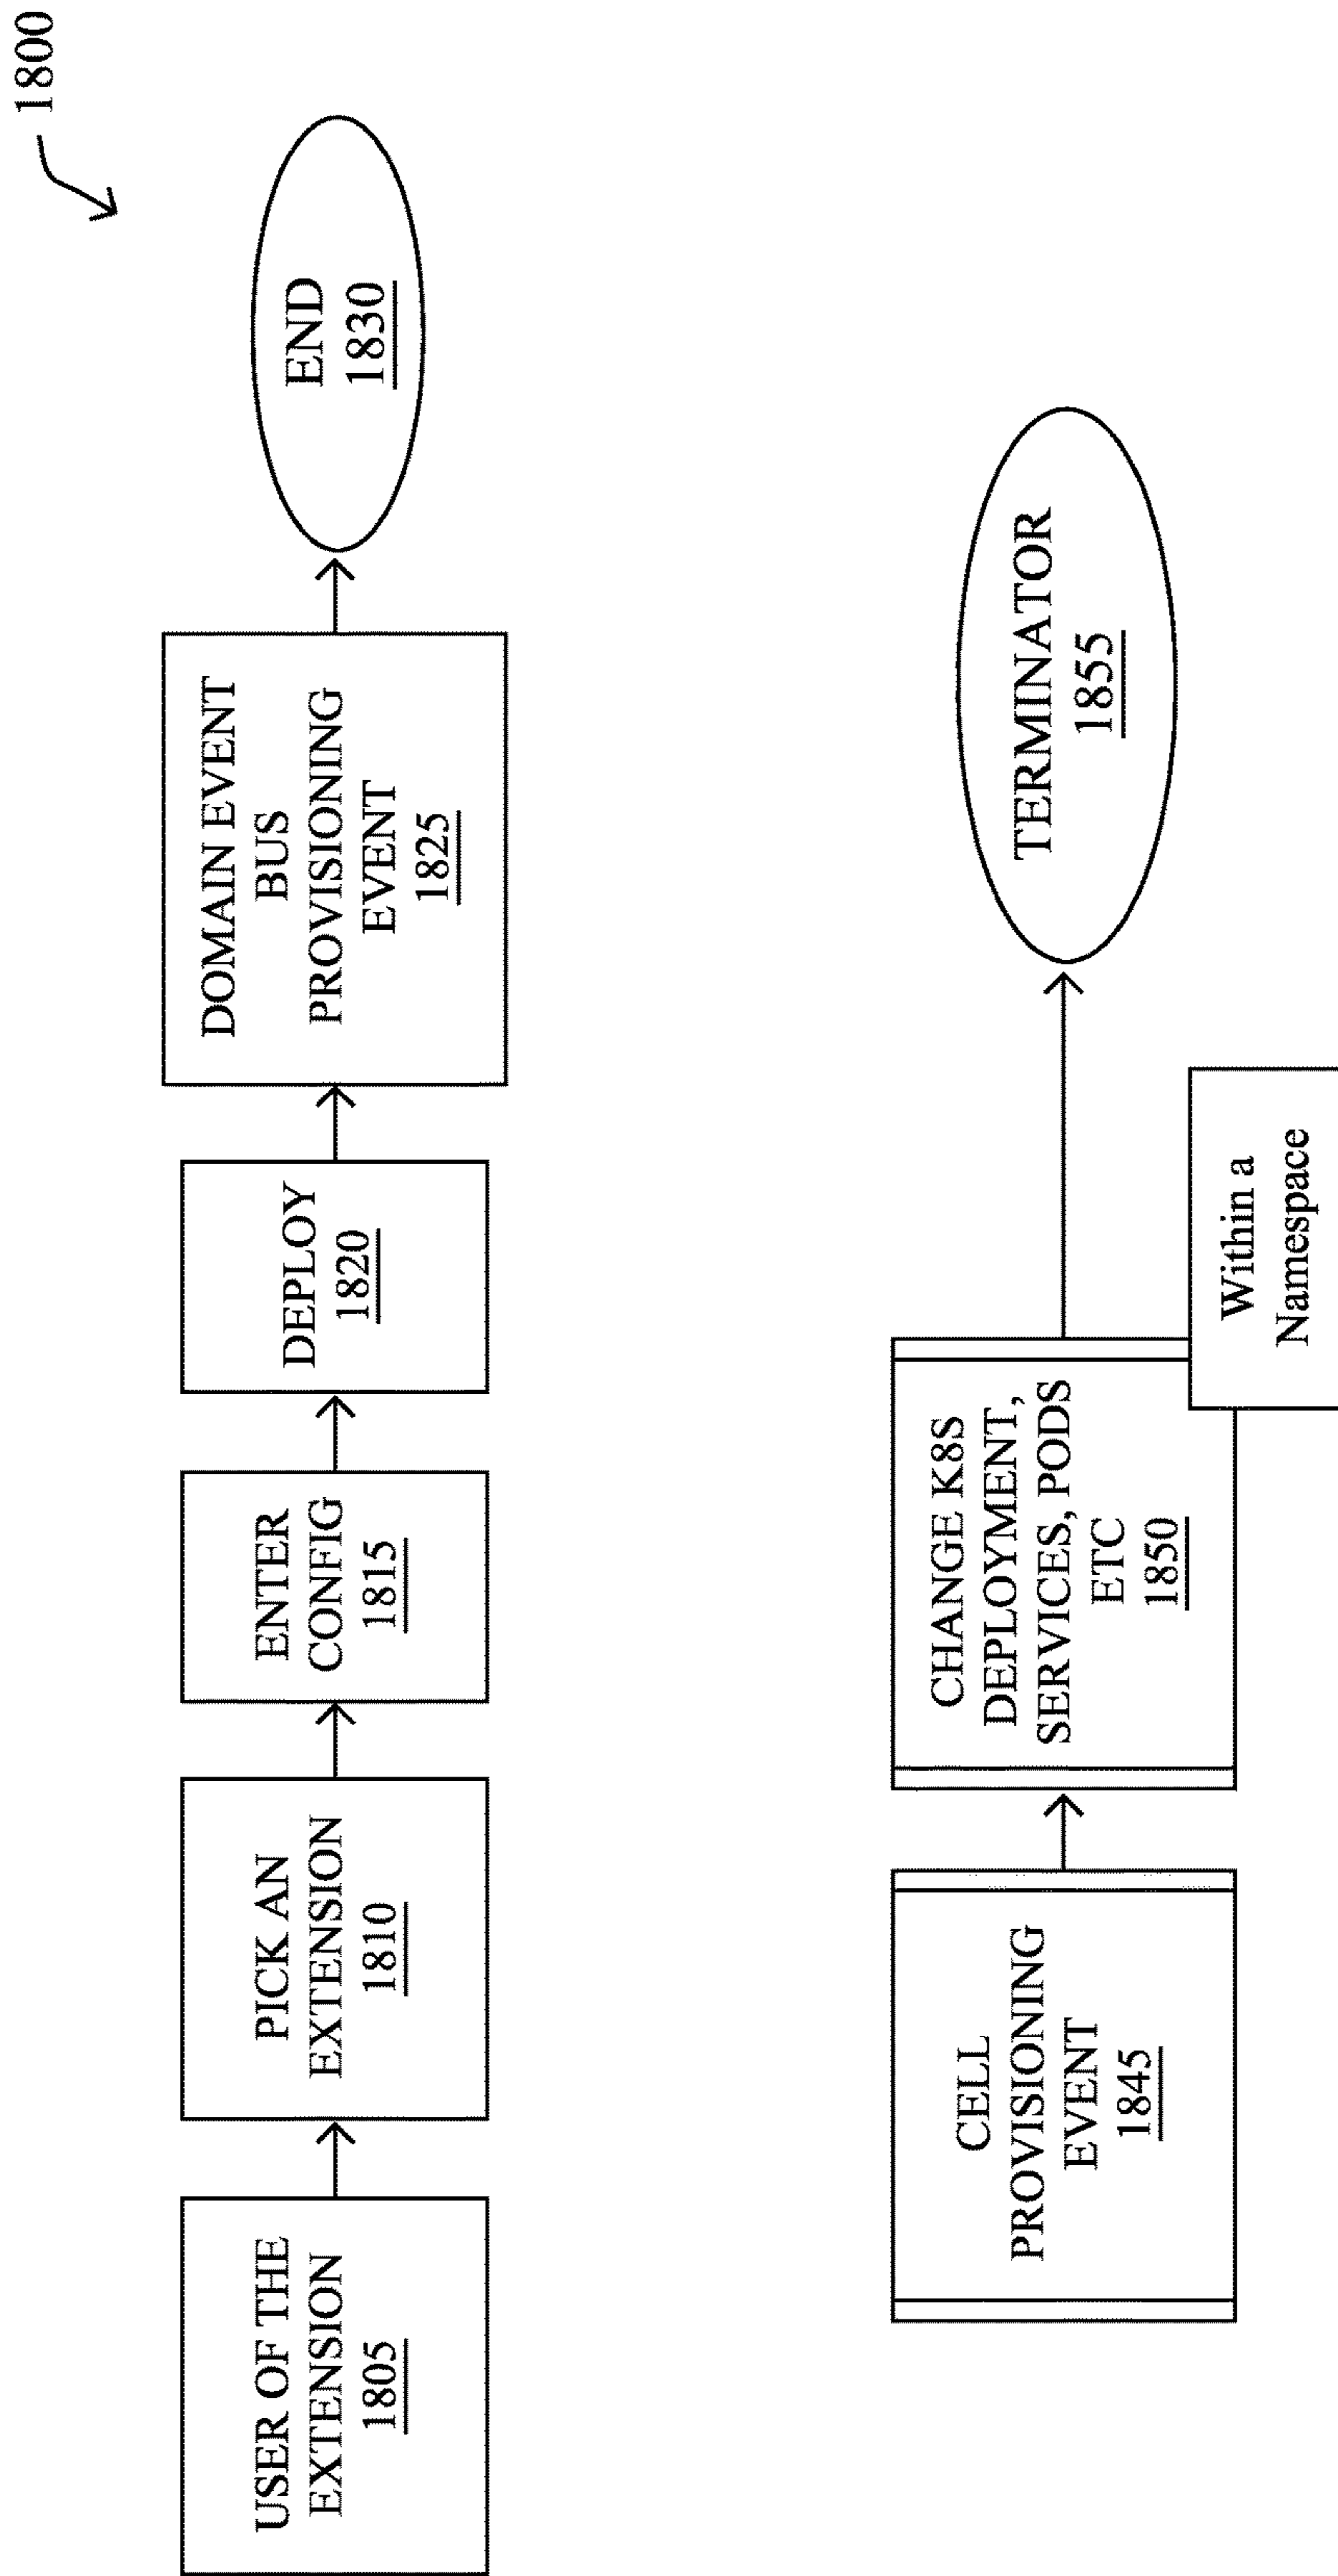 1800
USER OF THE
EXTENSION
1805
PICK AN
EXTENSION
1810
ENTER
CONFIG
1815
DEPLOY
1820
DOMAIN EVENT
BUS
PROVISIONING
EVENT
1825
END
1830
CELL
PROVISIONING
EVENT
1845
CHANGE K8S
DEPLOYMENT,
SERVICES, PODS
ETC
1850
Within a
Namespace
TERMINATOR
1855